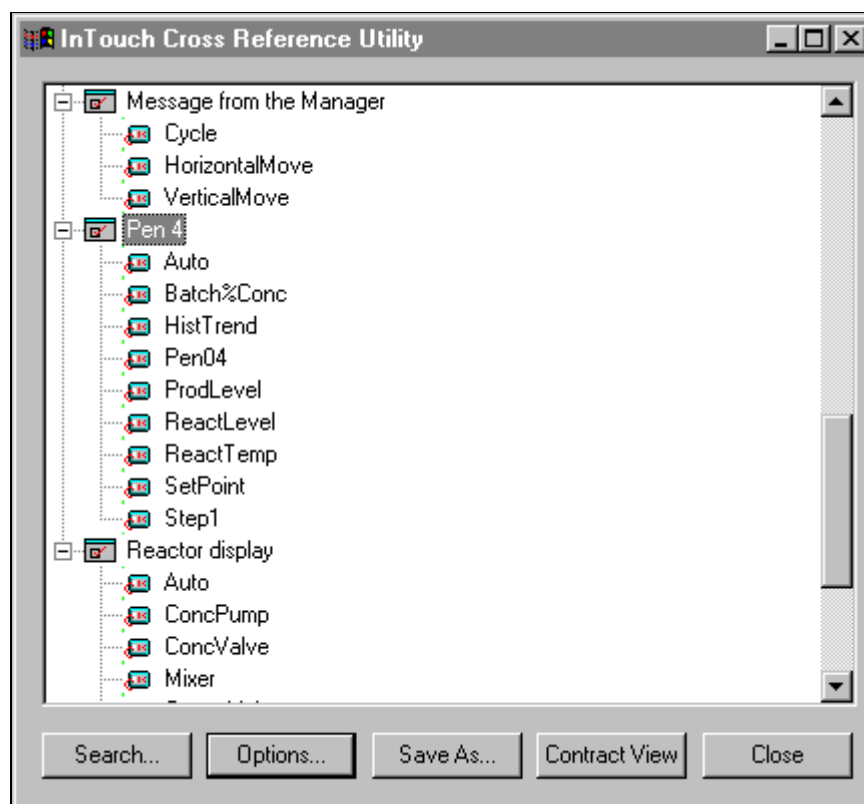 InTouch Cross Reference Utility
Message from the Manager
Cycle
HorizontalMove
VerticalMove
Pen 4
Auto
Batch%Conc
HistTrend
Pen04
ProdLevel
ReactLevel
ReactTemp
SetPoint
Step1
Reactor display
Auto
ConcPump
ConcValve
Mixer
Search... Options... Save As... Contract View Close